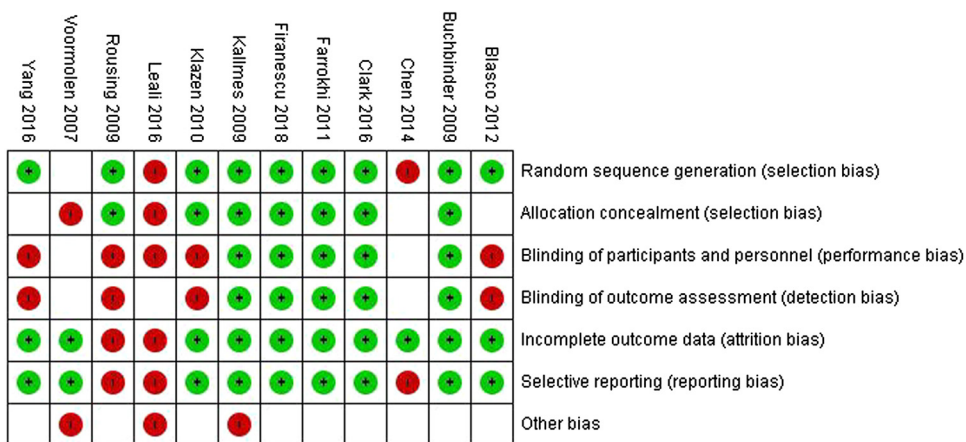 Yang 2016
Voormolen 2007
Rousing 2009
Leali 2016
Klazen 2010
Kallmes 2009
Firanescu 2018
Farrokhi 2011
Clark 2016
Chen 2014
Buchbinder 2009
Blasco 2012
+ + - + + + + + - + + Random sequence generation (selection bias)
- + - + + + + + + Allocation concealment (selection bias)
- - - - + + + + + - Blinding of participants and personnel (performance bias)
- - - + + + + + - Blinding of outcome assessment (detection bias)
+ + - - + + + + + + + + Incomplete outcome data (attrition bias)
+ + - - + + + + + - + + Selective reporting (reporting bias)
- - - Other bias